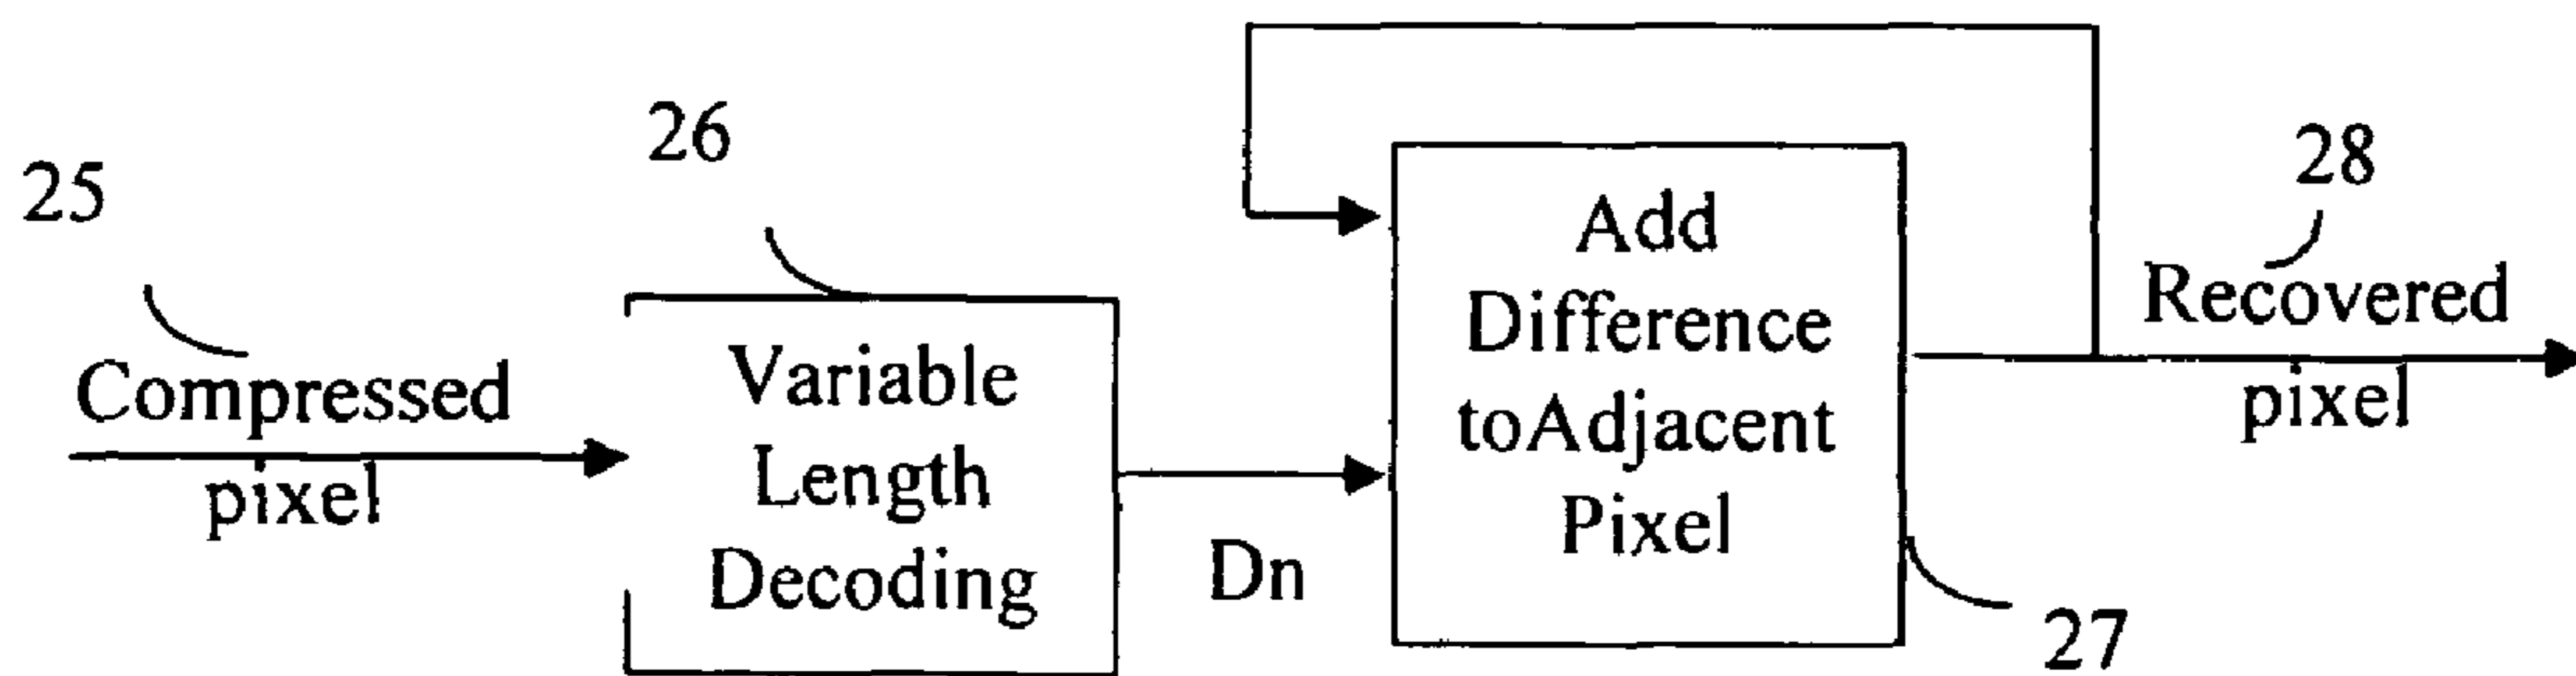 25
Compressed
pixel
26
Variable
Length
Decoding
Dn
Add
Difference
toAdjacent
Pixel
27
28
Recovered
pixel